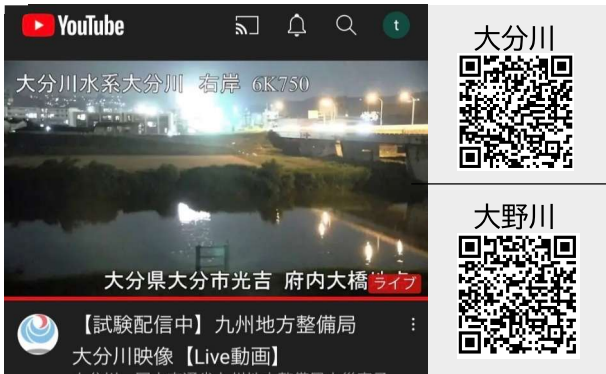 YouTube
t
大分川水系大分川 右岸 6K750
大分県大分市光吉 府内大橋
ライブ
【試験配信中】九州地方整備局
大分川映像【Live動画】
大分川
大野川